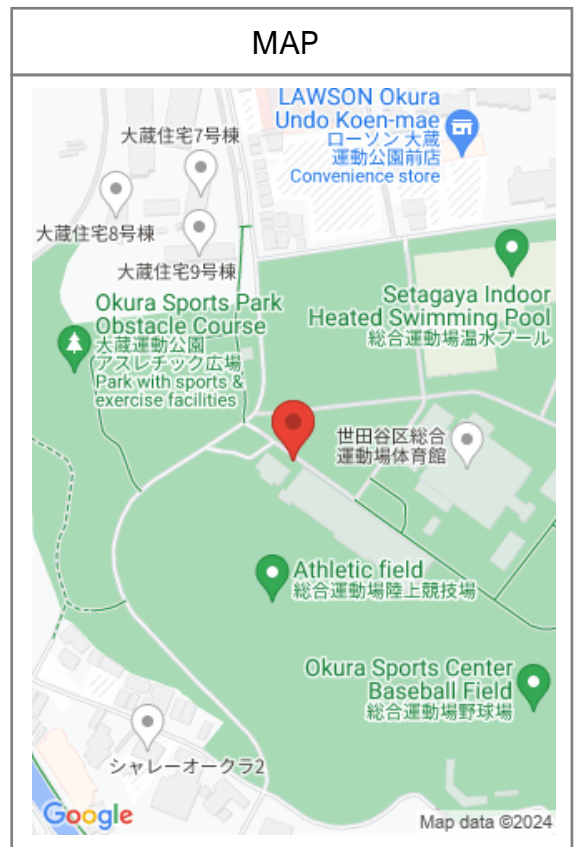 MAP
LAWSON Okura
Undo Koen-mae
ローソン 大蔵
運動公園前店
Convenience store
大蔵住宅7号棟
大蔵住宅8号棟
大蔵住宅9号棟
Okura Sports Park
Obstacle Course
大蔵運動公園
アスレチック広場
Park with sports &
exercise facilities
Setagaya Indoor
Heated Swimming Pool
総合運動場温水プール
世田谷区総合
運動場体育館
Athletic field
総合運動場陸上競技場
Okura Sports Center
Baseball Field
総合運動場野球場
シャレーオークラ2
Google
Map data ©2024